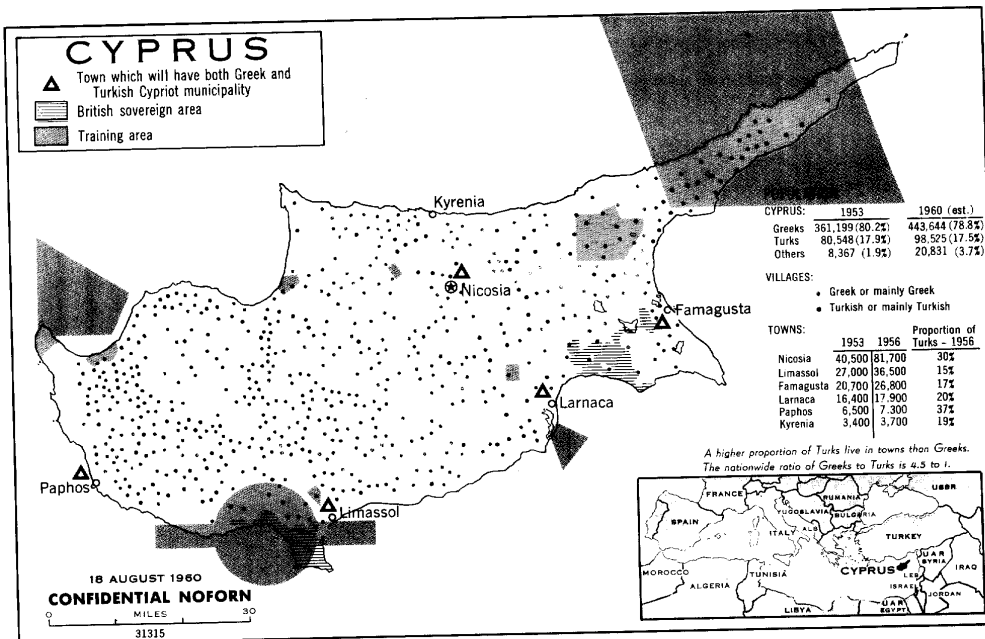 CYPRUS
Town which will have both Greek and
Turkish Cypriot municipality
British sovereign area
Training area
Kyrenia
Nicosia
Famagusta
Larnaca
Paphos
Limassol
CYPRUS: 1953 1960 (est.)
Greeks 361,199 (80.2%) 443,644 (78.8%)
Turks 80,548 (17.9%) 98,525 (17.5%)
Others 8,367 (1.9%) 20,831 (3.7%)
VILLAGES:
Greek or mainly Greek
Turkish or mainly Turkish
TOWNS: Proportion of
1953 1956 Turks - 1956
Nicosia 40,500 81,700 30%
Limassol 27,000 36,500 15%
Famagusta 20,700 26,800 17%
Larnaca 16,400 17,900 20%
Paphos 6,500 7,300 37%
Kyrenia 3,400 3,700 19%
A higher proportion of Turks live in towns than Greeks.
The nationwide ratio of Greeks to Turks is 4.5 to 1.
FRANCE
RUMANIA
USSR
YUGOSLAVIA
BULGARIA
SPAIN
ITALY
ALB
TURKEY
MOROCCO
ALGERIA
TUNISIA
CYPRUS
UAR
SYRIA
IRAQ
LEB
ISRAEL
JORDAN
LIBYA
UAR
EGYPT
18 AUGUST 1960
CONFIDENTIAL NOFORN
0 MILES 30
31315